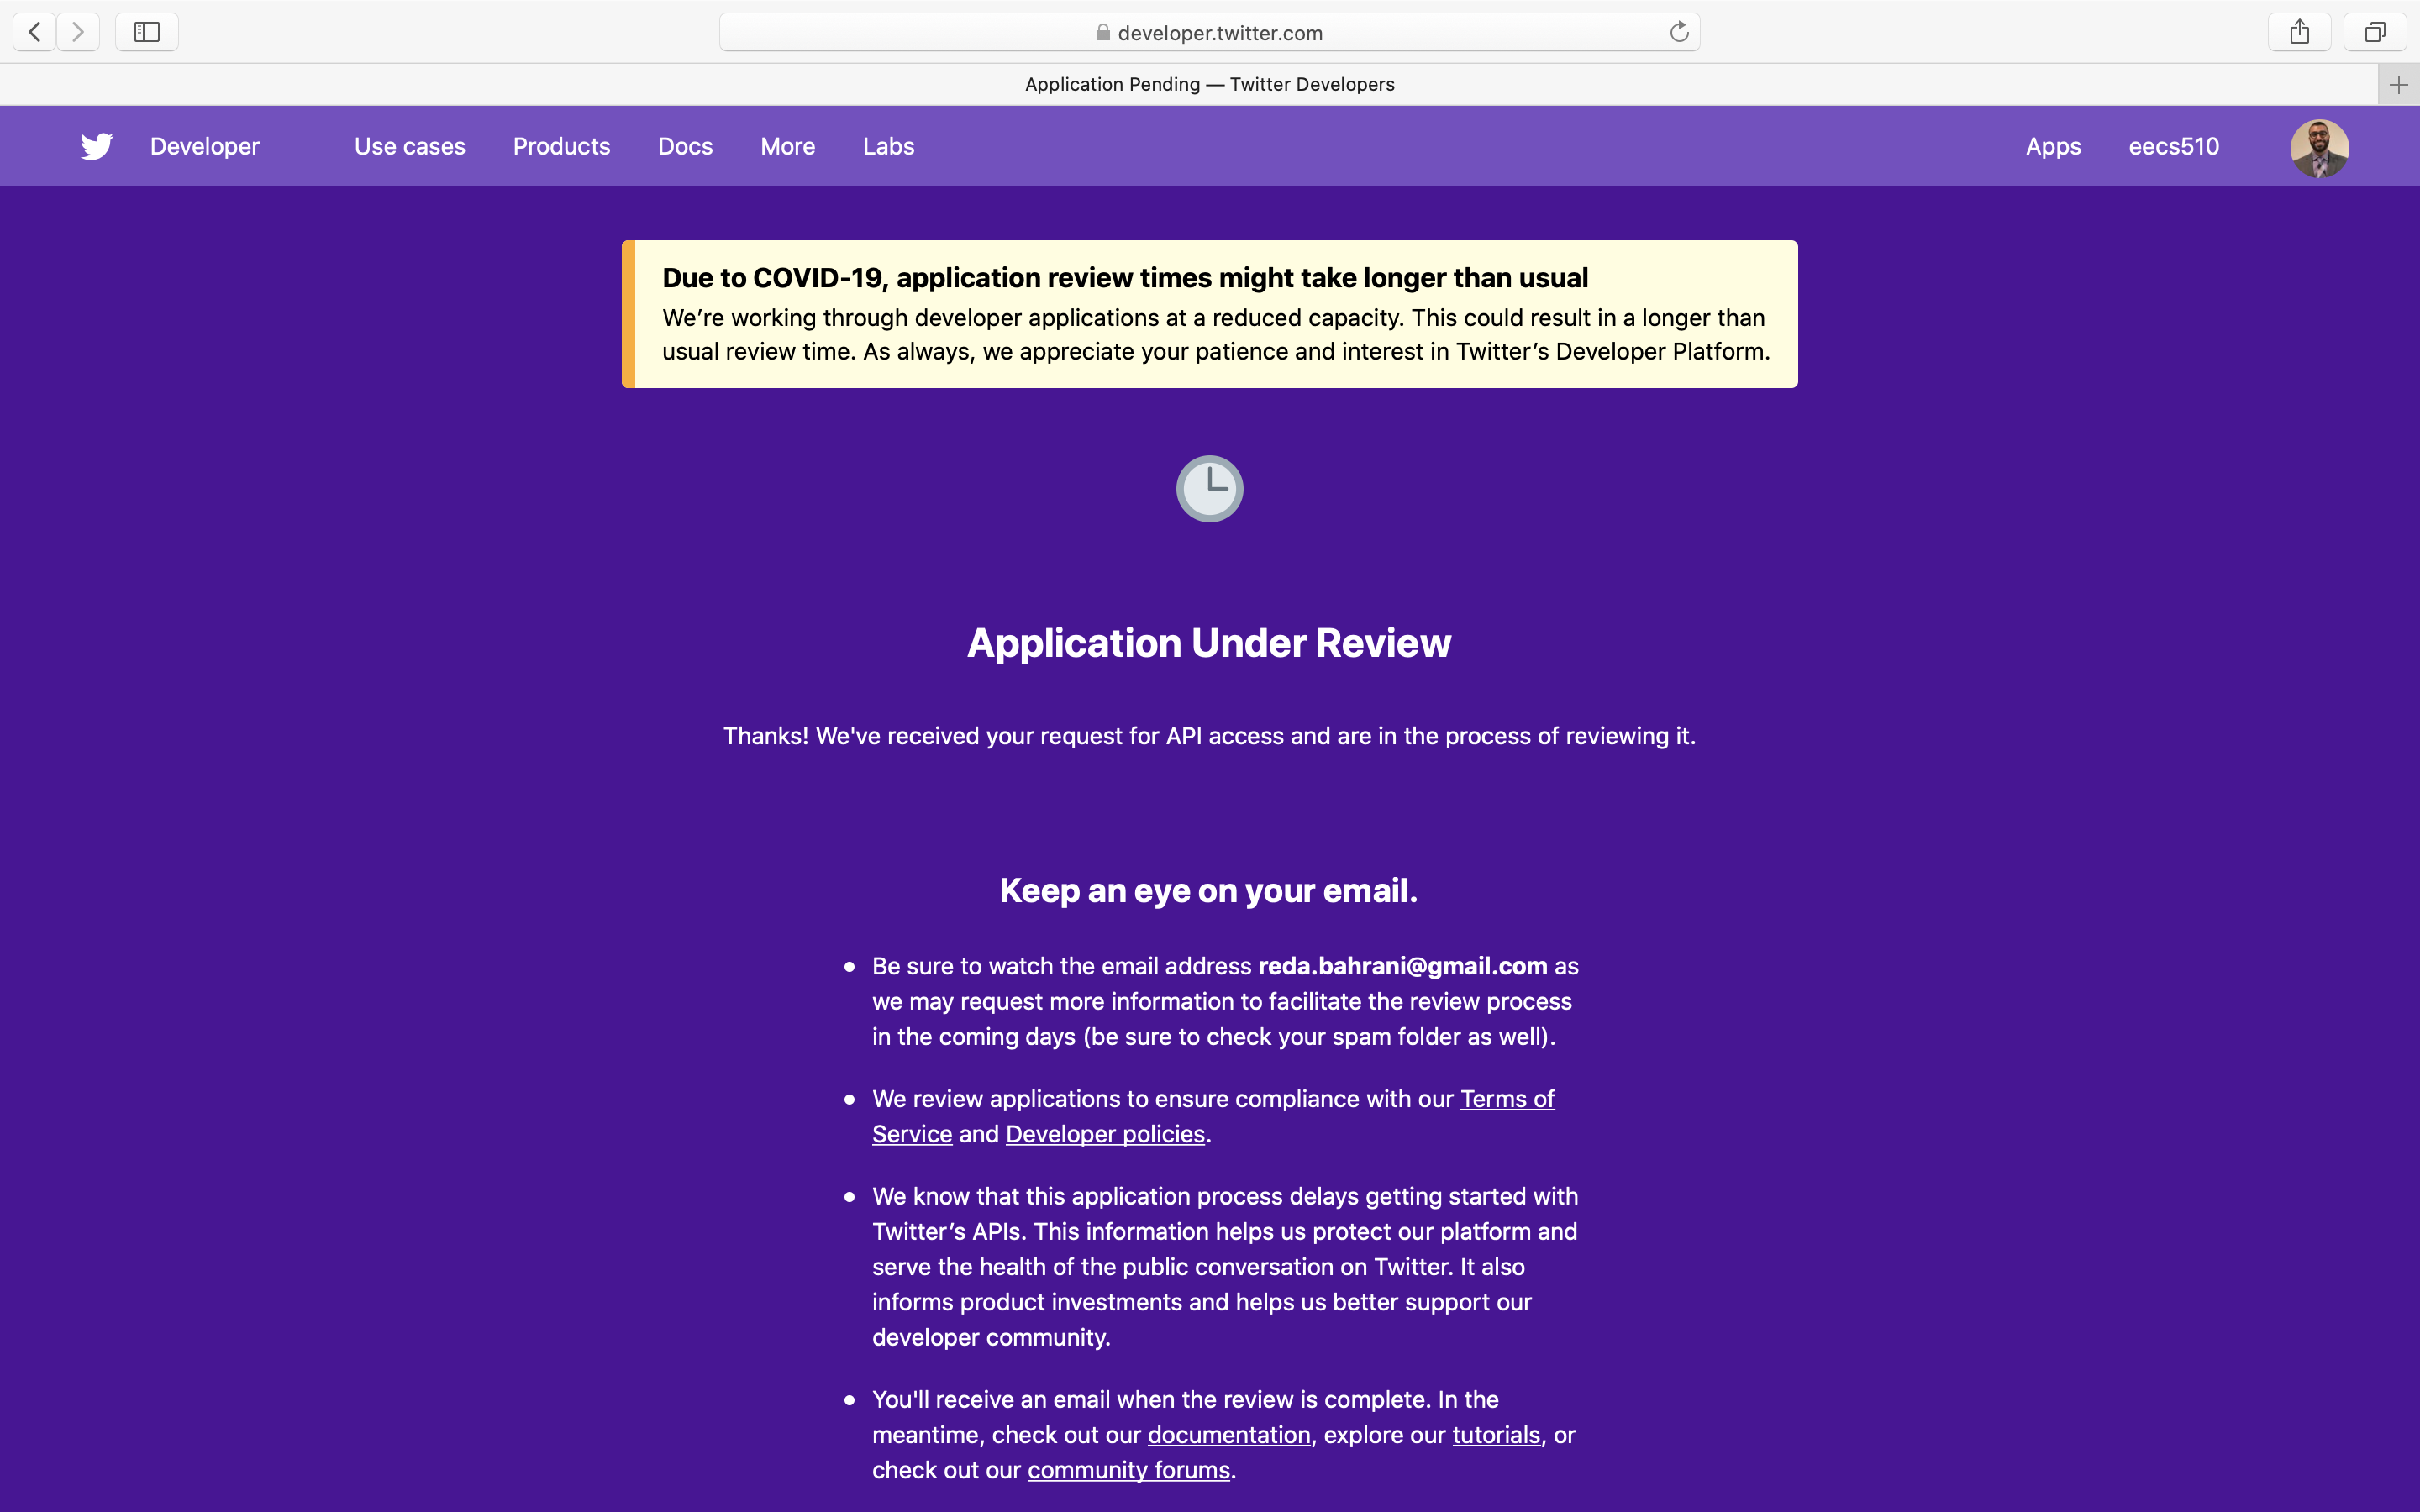 developer.twitter.com
Application Pending — Twitter Developers
Developer Use cases Products Docs More Labs Apps eecs510
Due to COVID-19, application review times might take longer than usual
We’re working through developer applications at a reduced capacity. This could result in a longer than
usual review time. As always, we appreciate your patience and interest in Twitter’s Developer Platform.
Application Under Review
Thanks! We've received your request for API access and are in the process of reviewing it.
Keep an eye on your email.
Be sure to watch the email address reda.bahrani@gmail.com as
we may request more information to facilitate the review process
in the coming days (be sure to check your spam folder as well).
We review applications to ensure compliance with our Terms of
Service and Developer policies.
We know that this application process delays getting started with
Twitter’s APIs. This information helps us protect our platform and
serve the health of the public conversation on Twitter. It also
informs product investments and helps us better support our
developer community.
You'll receive an email when the review is complete. In the
meantime, check out our documentation, explore our tutorials, or
check out our community forums.